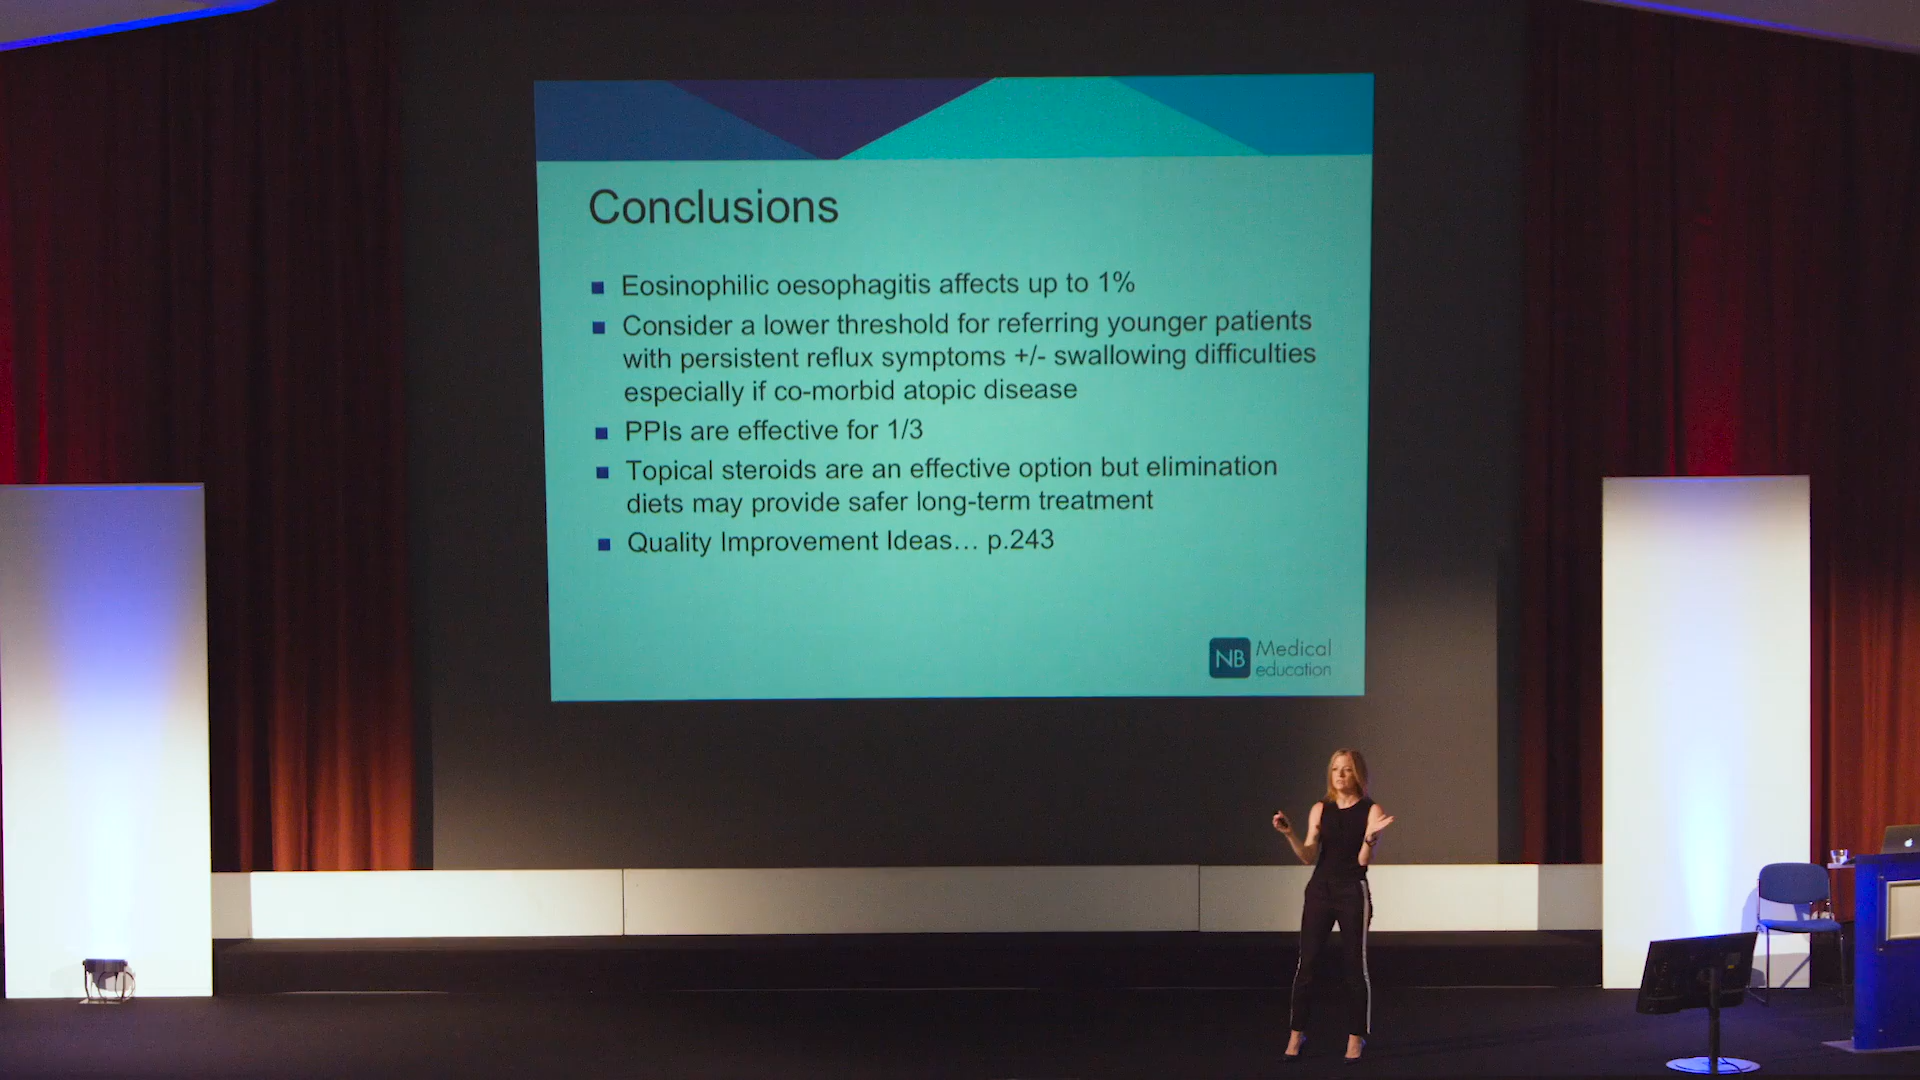 Conclusions
Eosinophilic oesophagitis affects up to 1%
Consider a lower threshold for referring younger patients
with persistent reflux symptoms +/- swallowing difficulties
especially if co-morbid atopic disease
PPIs are effective for 1/3
Topical steroids are an effective option but elimination
diets may provide safer long-term treatment
Quality Improvement Ideas… p.243
NB Medical
education